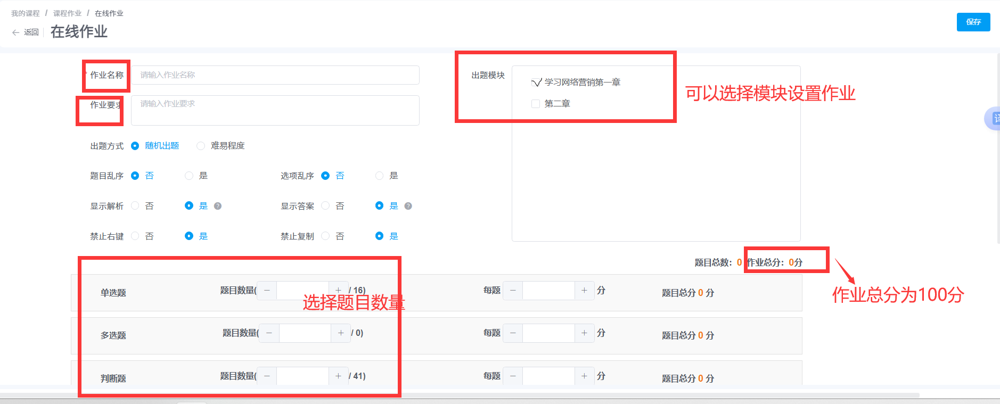 我的课程 / 课程作业 / 在线作业
← 返回 在线作业
保存
* 作业名称 请输入作业名称
作业要求 请输入作业要求
出题模块
学习网络营销第一章
第二章
可以选择模块设置作业
译
出题方式 随机出题 难易程度
题目乱序 否 是 选项乱序 否 是
显示解析 否 是 ? 显示答案 否 是 ?
禁止右键 否 是 禁止复制 否 是
题目总数：0 作业总分：0分
作业总分为100分
单选题 题目数量( − + / 16) 每题 − + 分 题目总分 0 分
选择题目数量
多选题 题目数量( − + / 0) 每题 − + 分 题目总分 0 分
判断题 题目数量( − + / 41) 每题 − + 分 题目总分 0 分